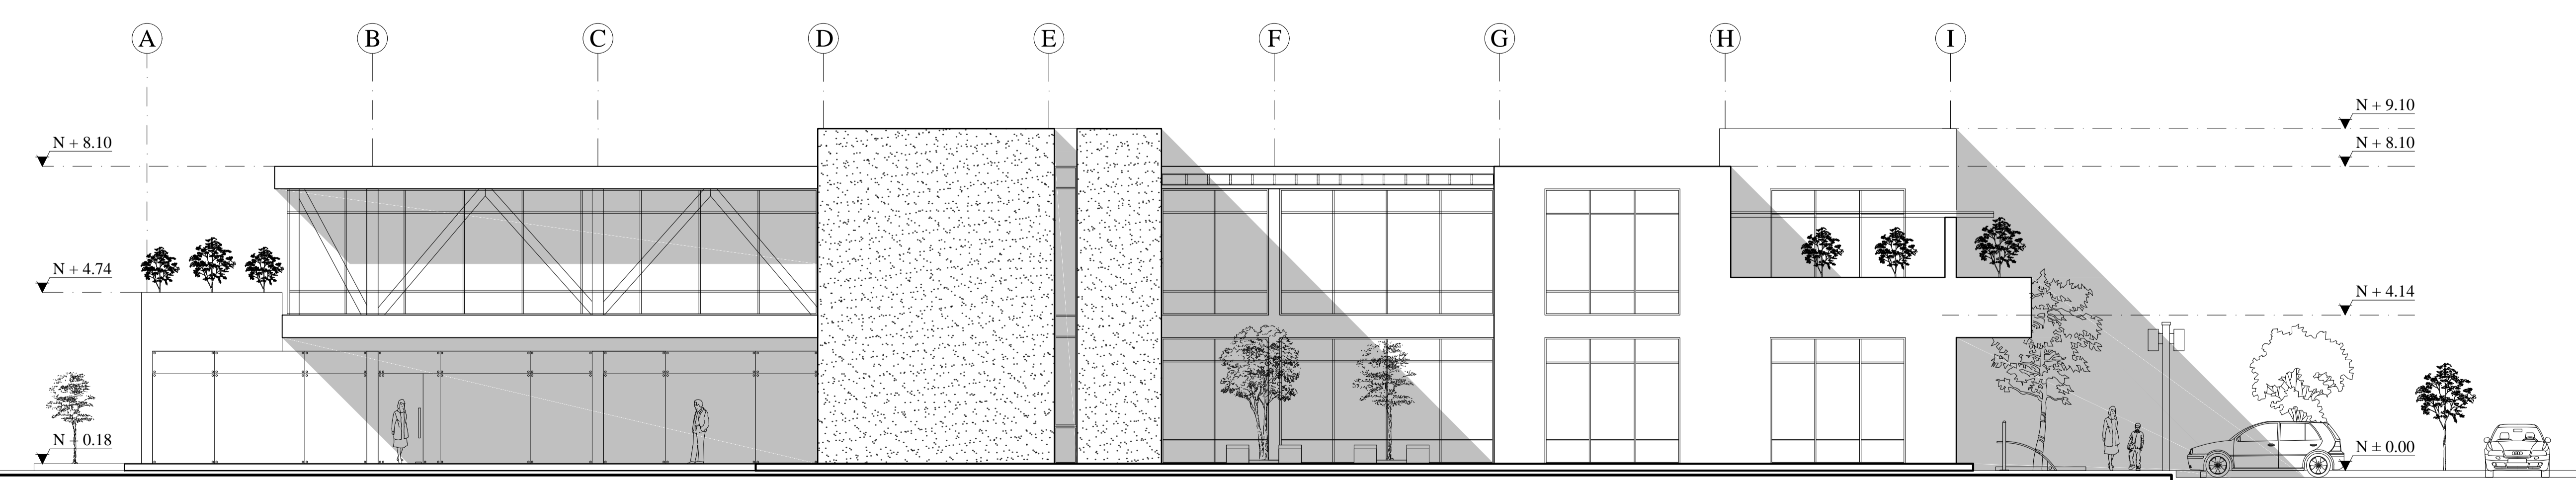 A B C D E F G H I
N + 9.10
N + 8.10 N + 8.10
N + 4.74
N + 4.14
N + 0.18 N ± 0.00